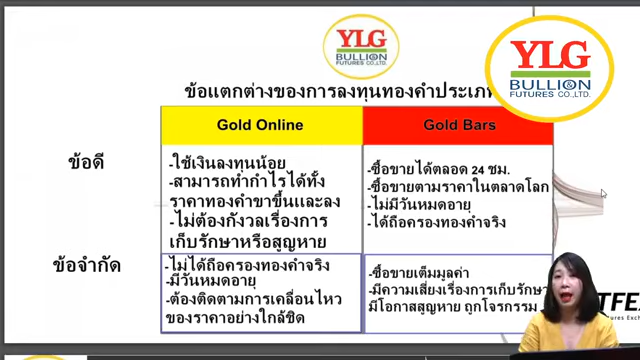 YLG
BULLION
FUTURES CO.,LTD.
YLG
BULLION
FUTURES CO.,LTD.
ข้อแตกต่างของการลงทุนทองคำประเภท
Gold Online
Gold Bars
ข้อดี
-ใช้เงินลงทุนน้อย
-สามารถทำกำไรได้ทั้ง
ราคาทองคำขาขึ้นและลง
-ไม่ต้องกังวลเรื่องการ
เก็บรักษาหรือสูญหาย
-ซื้อขายได้ตลอด 24 ชม.
-ซื้อขายตามราคาในตลาดโลก
-ไม่มีวันหมดอายุ
-ได้ถือครองทองคำจริง
ข้อจำกัด
-ไม่ได้ถือครองทองคำจริง
-มีวันหมดอายุ
-ต้องติดตามการเคลื่อนไหว
ของราคาอย่างใกล้ชิด
-ซื้อขายเต็มมูลค่า
-มีความเสี่ยงเรื่องการเก็บรักษา
มีโอกาสสูญหาย ถูกโจรกรรม
TFEX